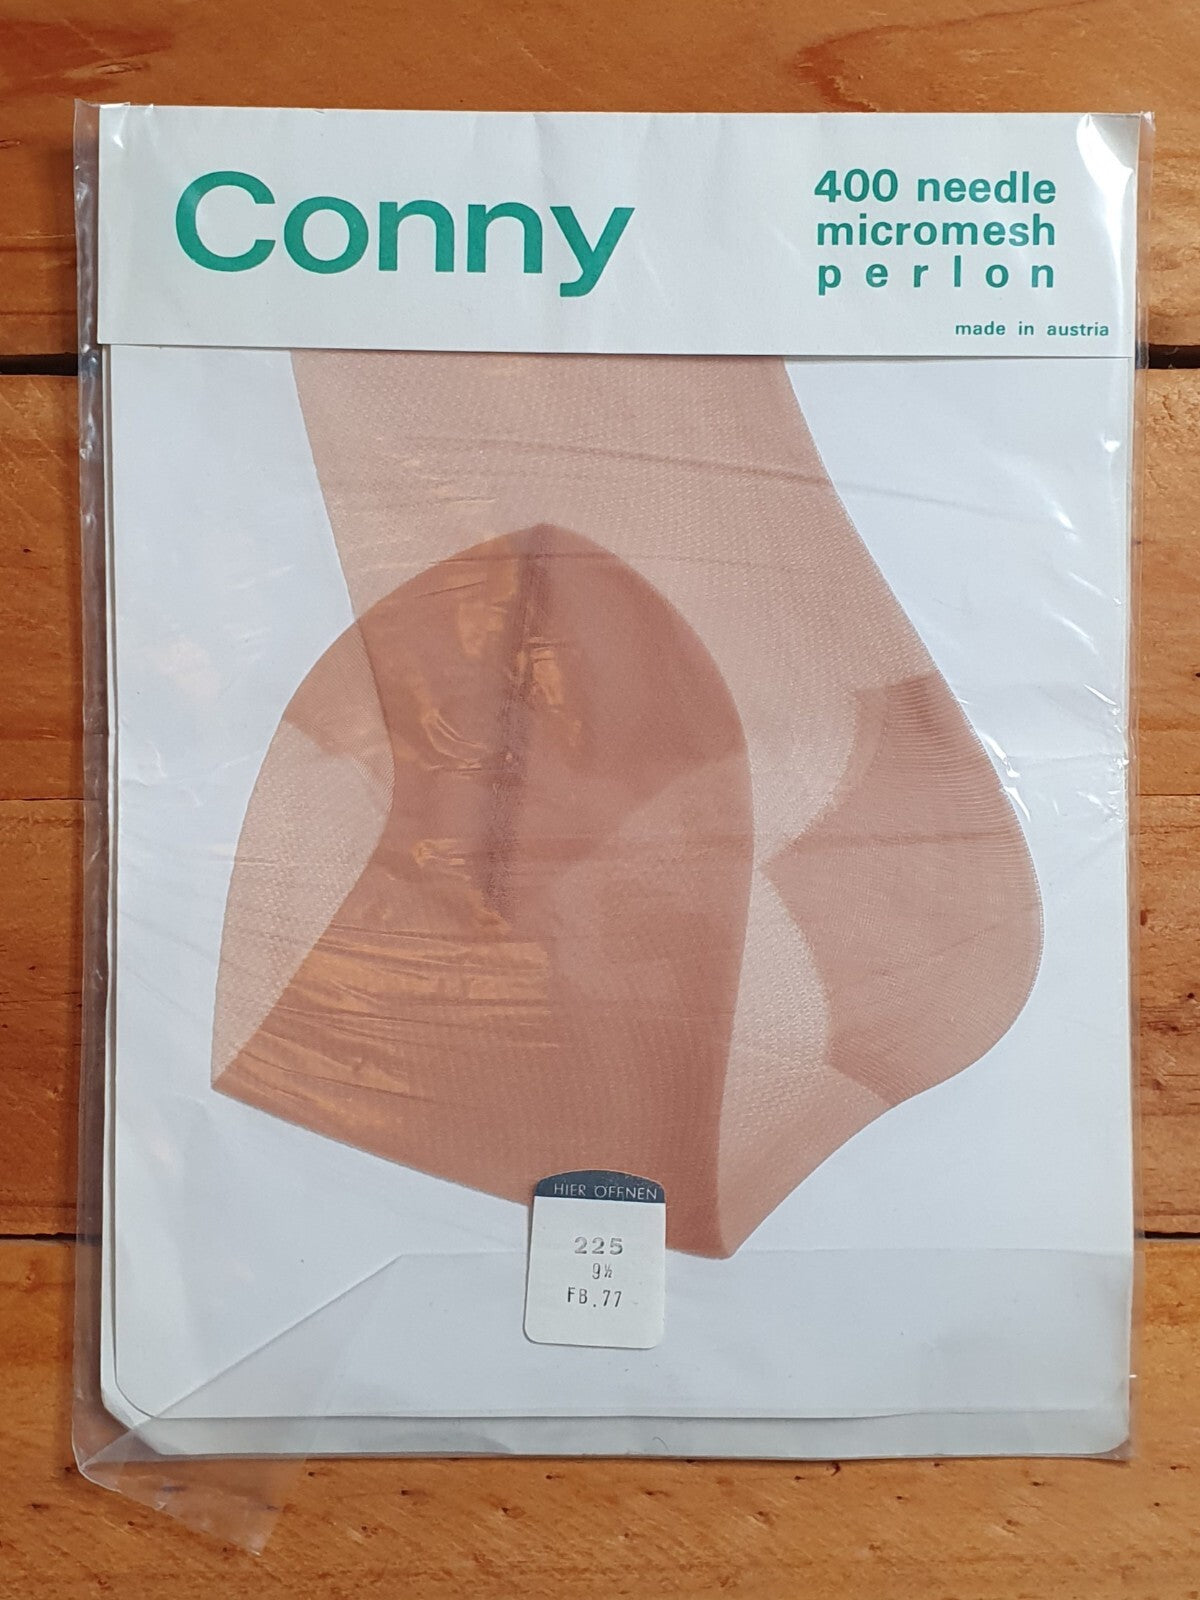 Conny
400 needle
micromesh
perlon
made in austria
HIER ÖFFNEN
225
9½
FB.77